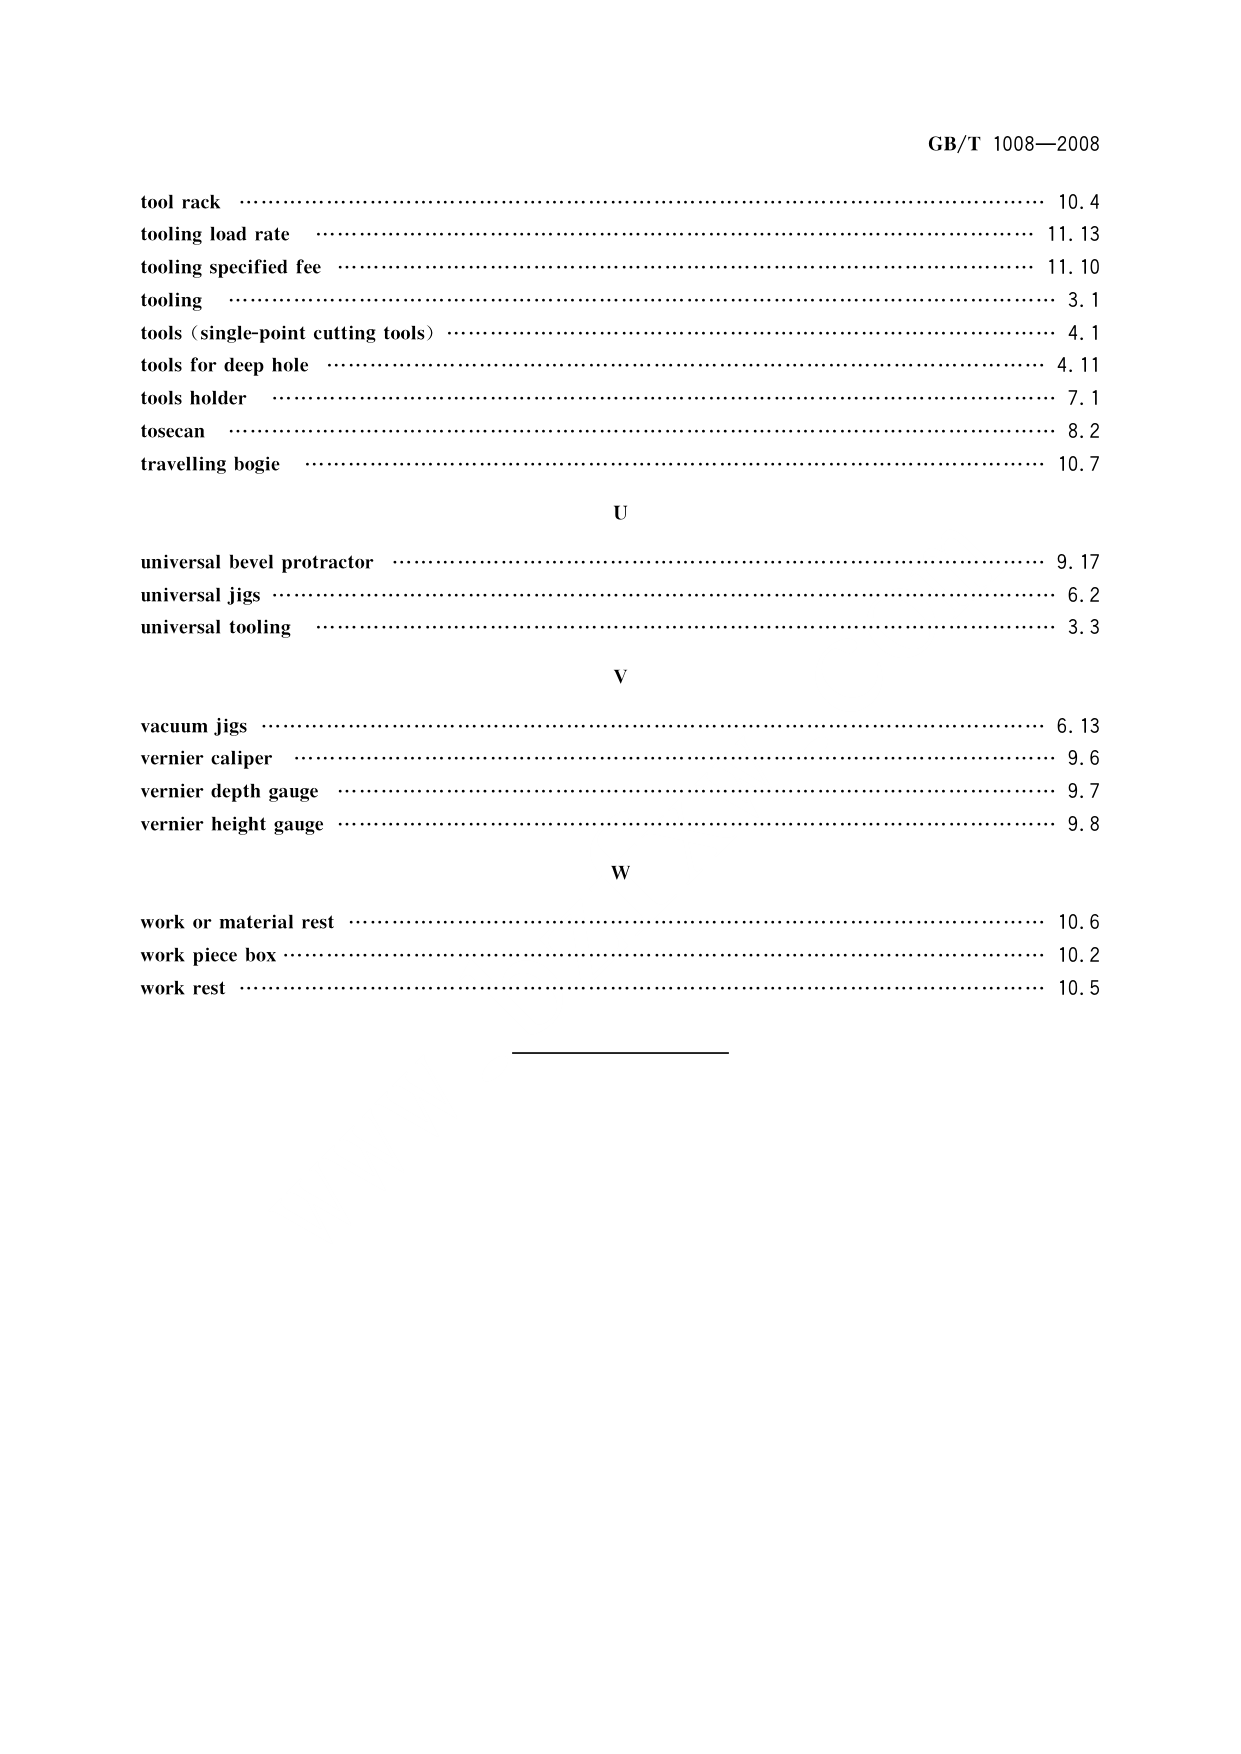 GB/T 1008—2008
tool rack ………………………………………………………………………………………………… 10.4
tooling load rate ……………………………………………………………………………………… 11.13
tooling specified fee …………………………………………………………………………………… 11.10
tooling …………………………………………………………………………………………………… 3.1
tools（single-point cutting tools） ………………………………………………………………………… 4.1
tools for deep hole ……………………………………………………………………………………… 4.11
tools holder ……………………………………………………………………………………………… 7.1
tosecan …………………………………………………………………………………………………… 8.2
travelling bogie ………………………………………………………………………………………… 10.7
U
universal bevel protractor ……………………………………………………………………………… 9.17
universal jigs ……………………………………………………………………………………………… 6.2
universal tooling ………………………………………………………………………………………… 3.3
V
vacuum jigs ……………………………………………………………………………………………… 6.13
vernier caliper …………………………………………………………………………………………… 9.6
vernier depth gauge ……………………………………………………………………………………… 9.7
vernier height gauge ……………………………………………………………………………………… 9.8
W
work or material rest …………………………………………………………………………………… 10.6
work piece box …………………………………………………………………………………………… 10.2
work rest ………………………………………………………………………………………………… 10.5